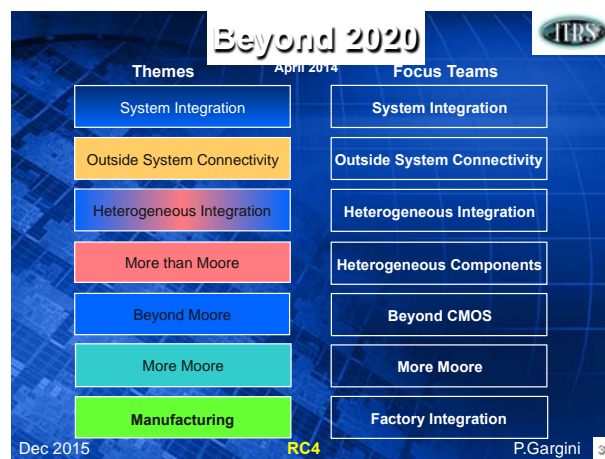 Beyond 2020
ITRS
April 2014
Themes
Focus Teams
System Integration
System Integration
Outside System Connectivity
Outside System Connectivity
Heterogeneous Integration
Heterogeneous Integration
More than Moore
Heterogeneous Components
Beyond Moore
Beyond CMOS
More Moore
More Moore
Manufacturing
Factory Integration
Dec 2015
RC4
P.Gargini
3